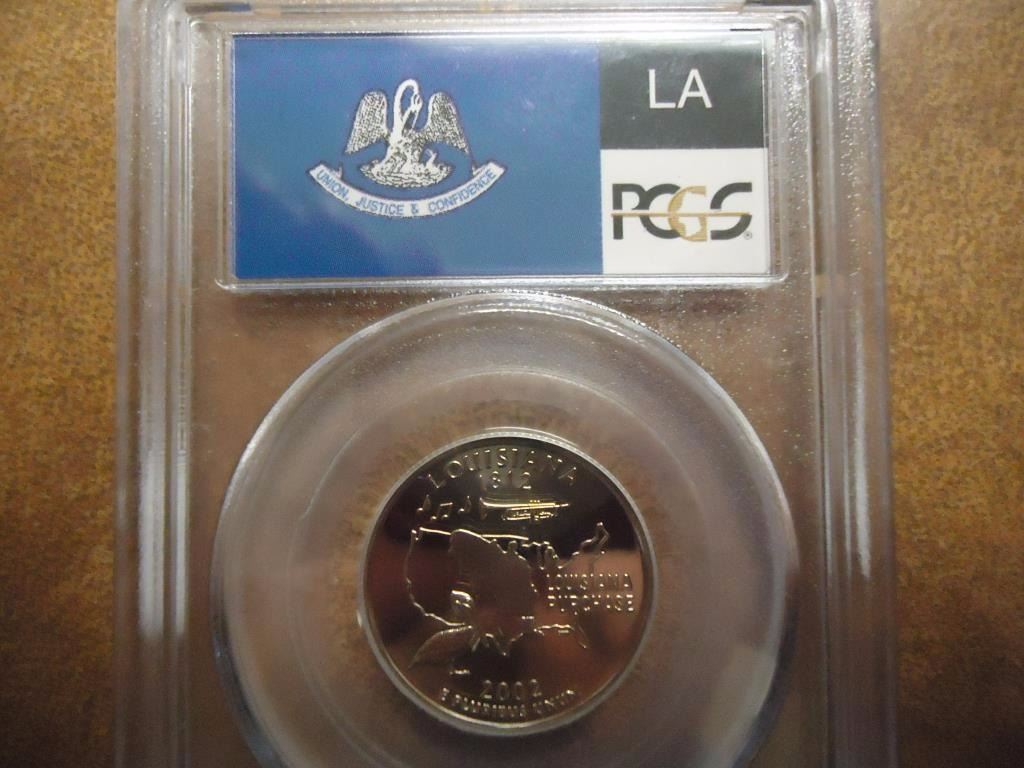 UNION, JUSTICE & CONFIDENCE
LA
PCGS®
LOUISIANA
1812
LOUISIANA
PURCHASE
2002
E PLURIBUS UNUM